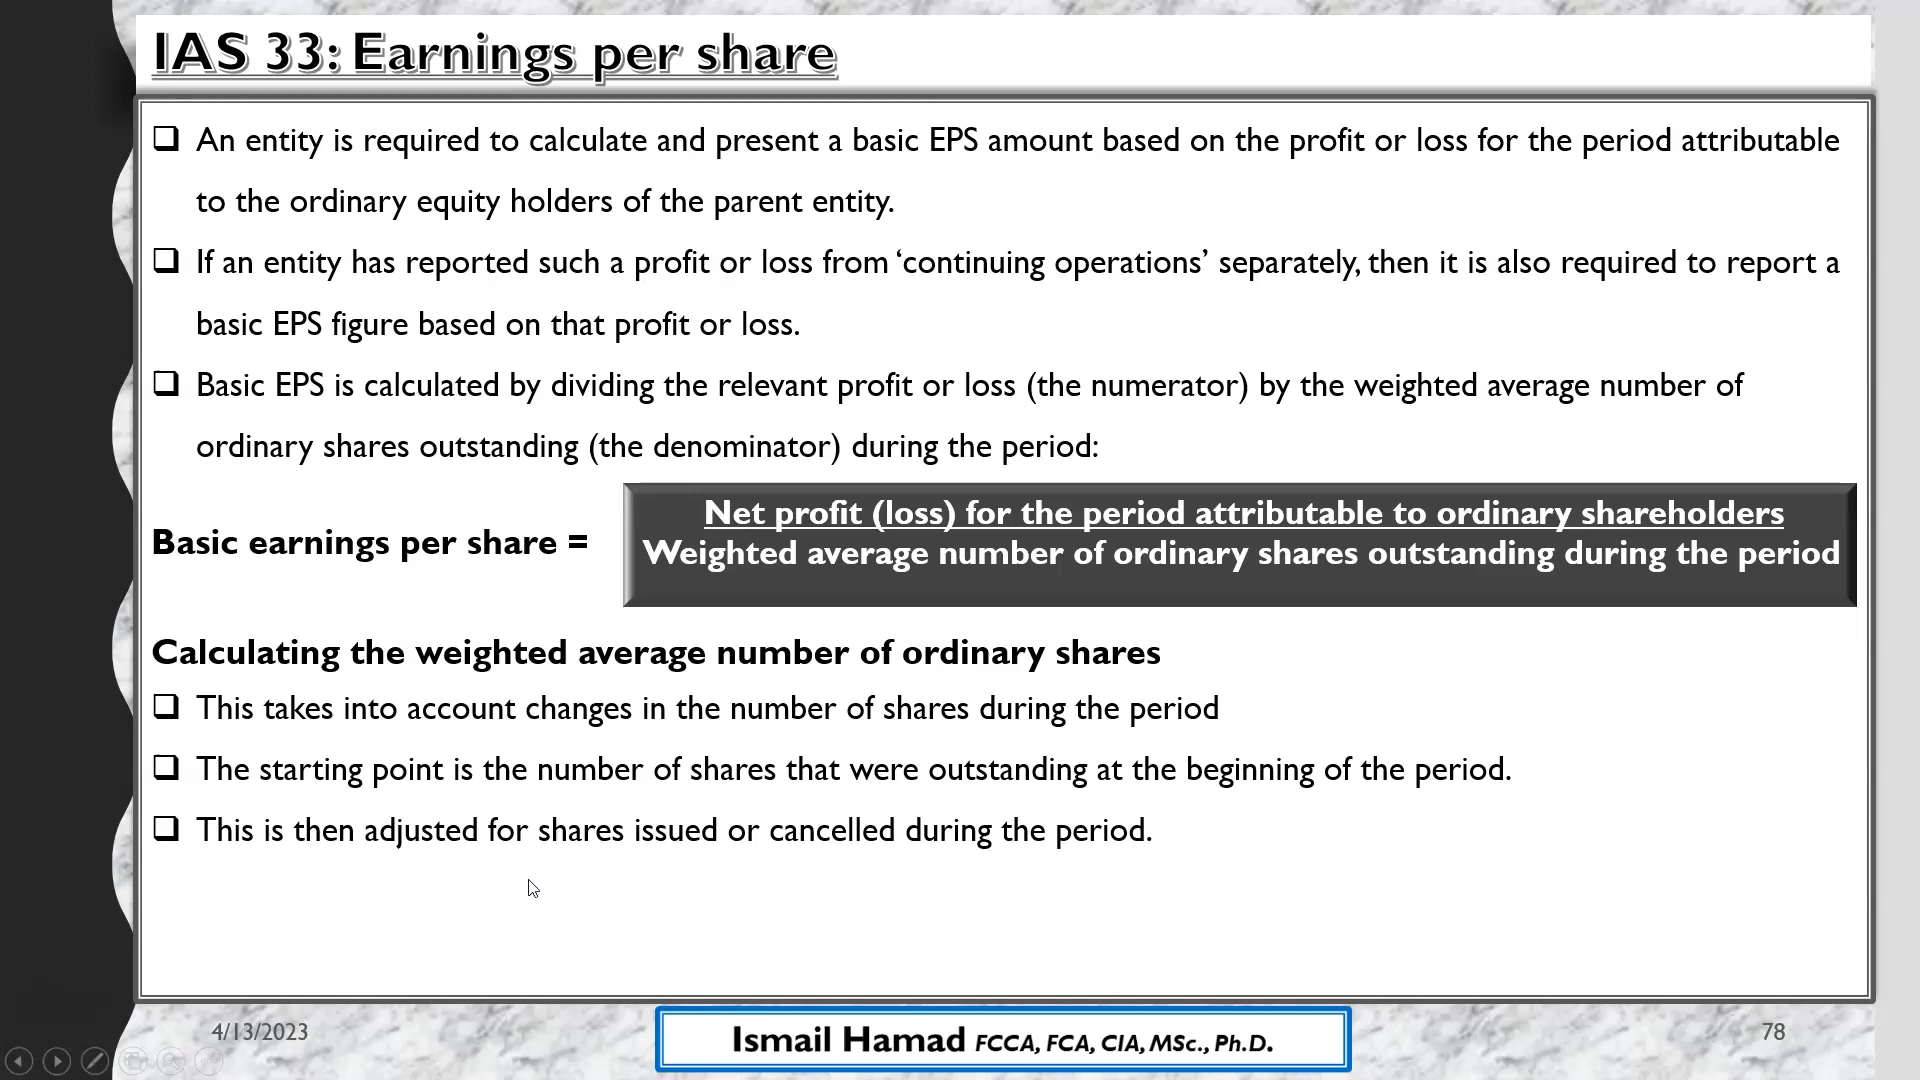 IAS 33: Earnings per share
❑ An entity is required to calculate and present a basic EPS amount based on the profit or loss for the period attributable
to the ordinary equity holders of the parent entity.
❑ If an entity has reported such a profit or loss from ‘continuing operations’ separately, then it is also required to report a
basic EPS figure based on that profit or loss.
❑ Basic EPS is calculated by dividing the relevant profit or loss (the numerator) by the weighted average number of
ordinary shares outstanding (the denominator) during the period:
Basic earnings per share =
Net profit (loss) for the period attributable to ordinary shareholders
Weighted average number of ordinary shares outstanding during the period
Calculating the weighted average number of ordinary shares
❑ This takes into account changes in the number of shares during the period
❑ The starting point is the number of shares that were outstanding at the beginning of the period.
❑ This is then adjusted for shares issued or cancelled during the period.
4/13/2023
Ismail Hamad FCCA, FCA, CIA, MSc., Ph.D.
78